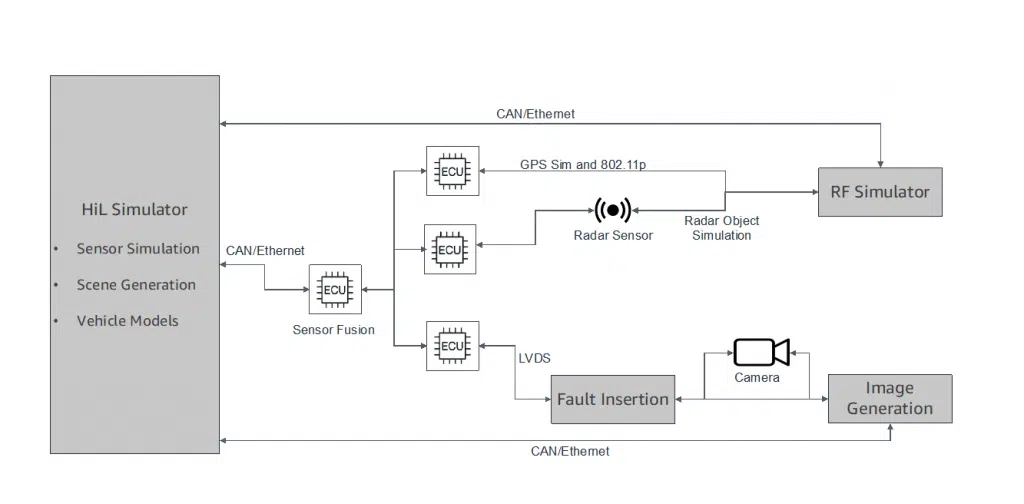 CAN/Ethernet
HiL Simulator
• Sensor Simulation
• Scene Generation
• Vehicle Models
CAN/Ethernet
ECU
Sensor Fusion
ECU
GPS Sim and 802.11p
ECU
Radar Sensor
Radar Object
Simulation
RF Simulator
ECU
LVDS
Fault Insertion
Camera
Image
Generation
CAN/Ethernet